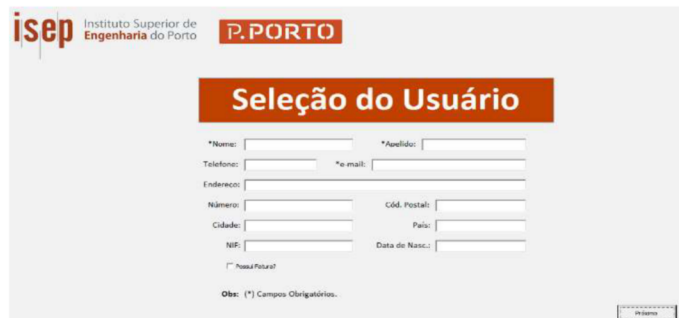 isep Instituto Superior de
Engenharia do Porto
P.PORTO
Seleção do Usuário
*Nome: *Apelido:
Telefone: *e-mail:
Endereco:
Número: Cód. Postal:
Cidade: País:
NIF: Data de Nasc.:
Possui Fatura?
Obs: (*) Campos Obrigatórios.
Próximo